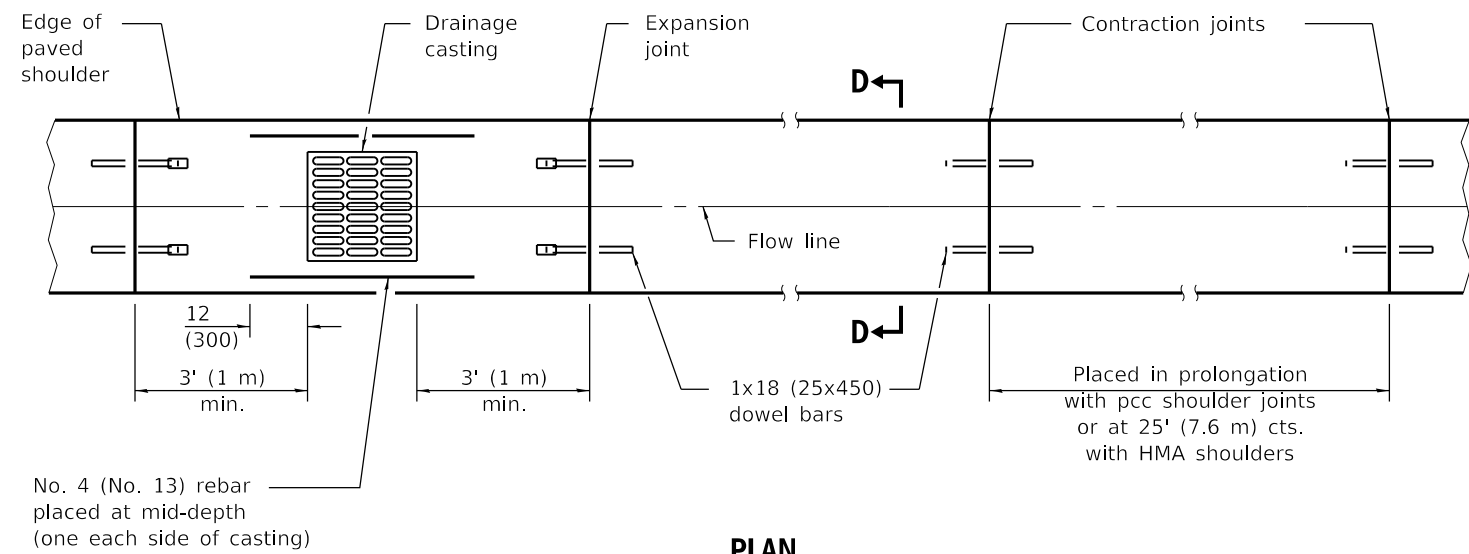 Edge of
paved
shoulder
Drainage
casting
Expansion
joint
Contraction joints
D
Flow line
D
12
(300)
3' (1 m)
min.
3' (1 m)
min.
1x18 (25x450)
dowel bars
Placed in prolongation
with pcc shoulder joints
or at 25' (7.6 m) cts.
with HMA shoulders
No. 4 (No. 13) rebar
placed at mid-depth
(one each side of casting)
PLAN